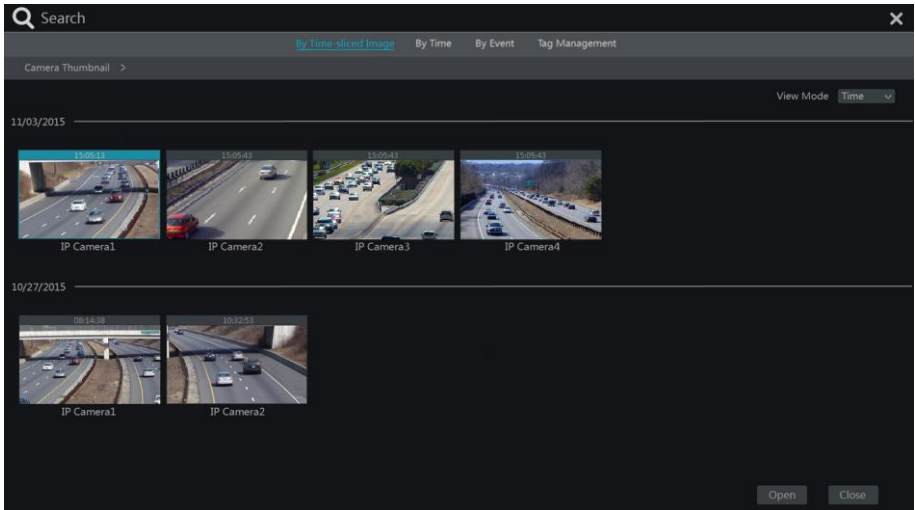 Search
By Time-sliced Image By Time By Event Tag Management
Camera Thumbnail >
View Mode Time
11/03/2015
15:05:13 15:05:43 15:05:43 15:05:43
IP Camera1 IP Camera2 IP Camera3 IP Camera4
10/27/2015
08:14:38 10:32:53
IP Camera1 IP Camera2
Open Close